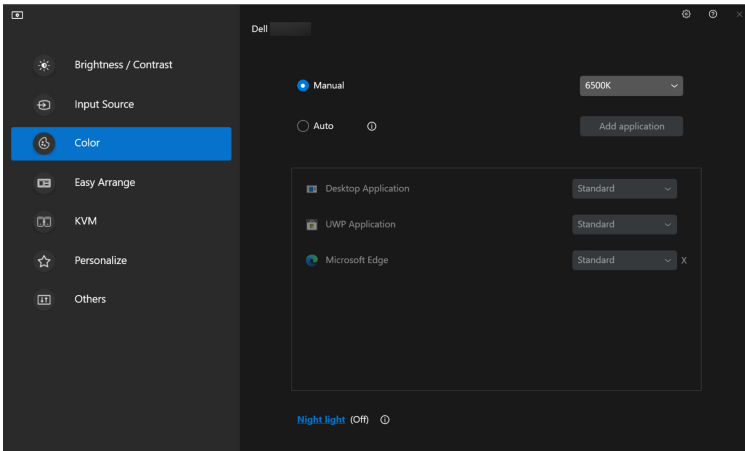 Dell
Brightness / Contrast
Input Source
Color
Easy Arrange
KVM
Personalize
Others
Manual
6500K
Auto
Add application
Desktop Application
Standard
UWP Application
Standard
Microsoft Edge
Standard
X
Night light (Off)